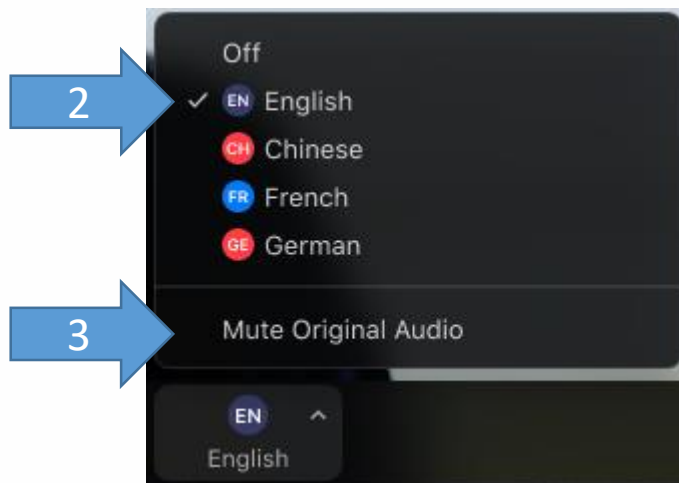 Off
2
EN English
CH Chinese
FR French
GE German
3
Mute Original Audio
EN
English